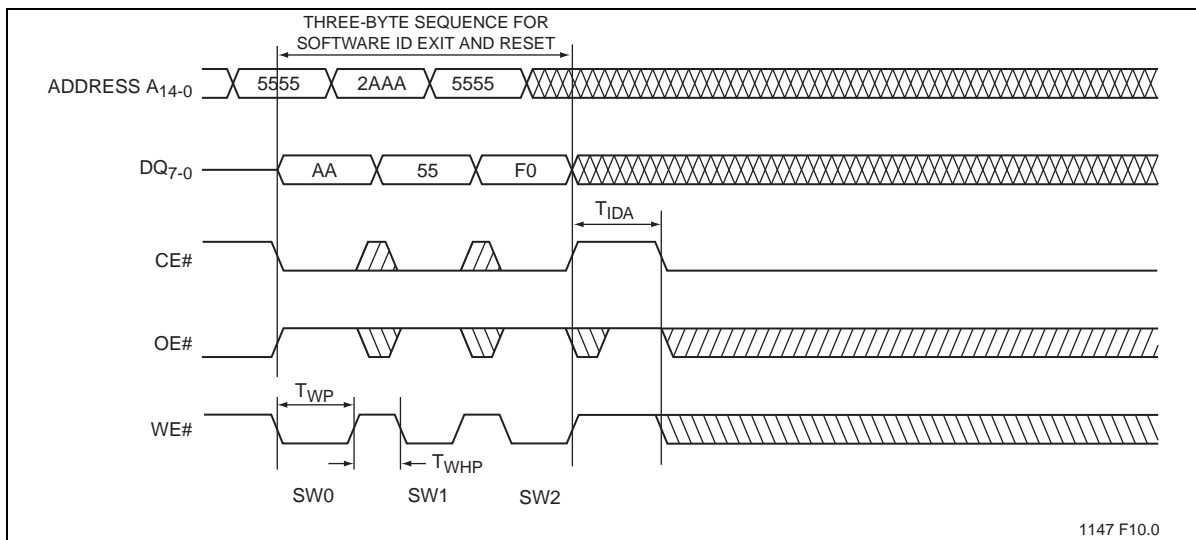 THREE-BYTE SEQUENCE FOR
SOFTWARE ID EXIT AND RESET
ADDRESS A14-0 5555 2AAA 5555
DQ7-0 AA 55 F0
TIDA
CE#
OE#
TWP
WE#
TWHP
SW0 SW1 SW2
1147 F10.0